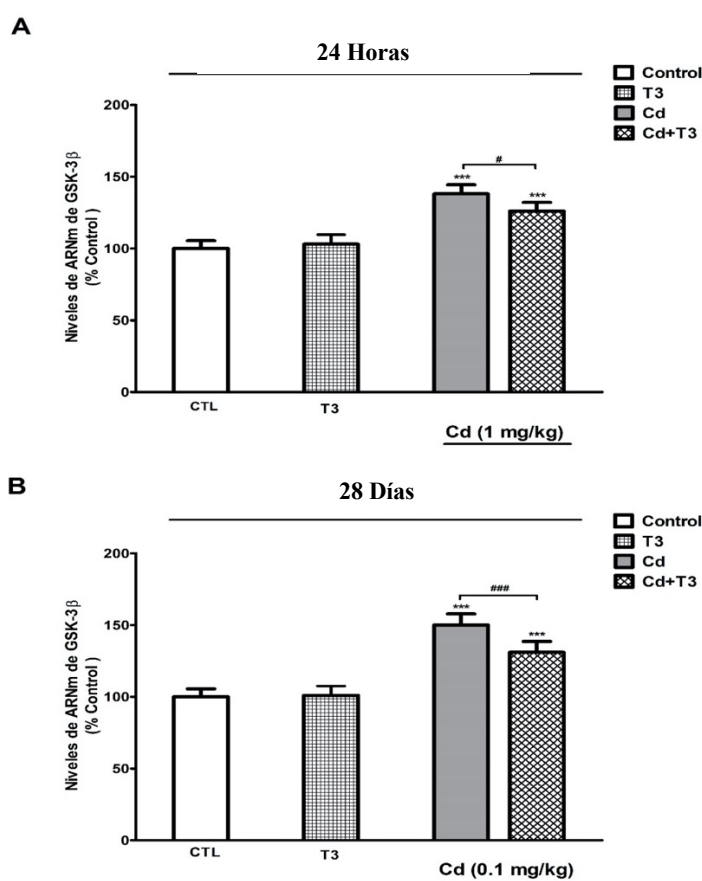 A
24 Horas
Control
T3
Cd
Cd+T3
Niveles de ARNm de GSK-3β
(% Control )
200
150
100
50
0
***
#
***
CTL
T3
Cd (1 mg/kg)
B
28 Días
Control
T3
Cd
Cd+T3
Niveles de ARNm de GSK-3β
(% Control )
200
150
100
50
0
***
###
***
CTL
T3
Cd (0.1 mg/kg)